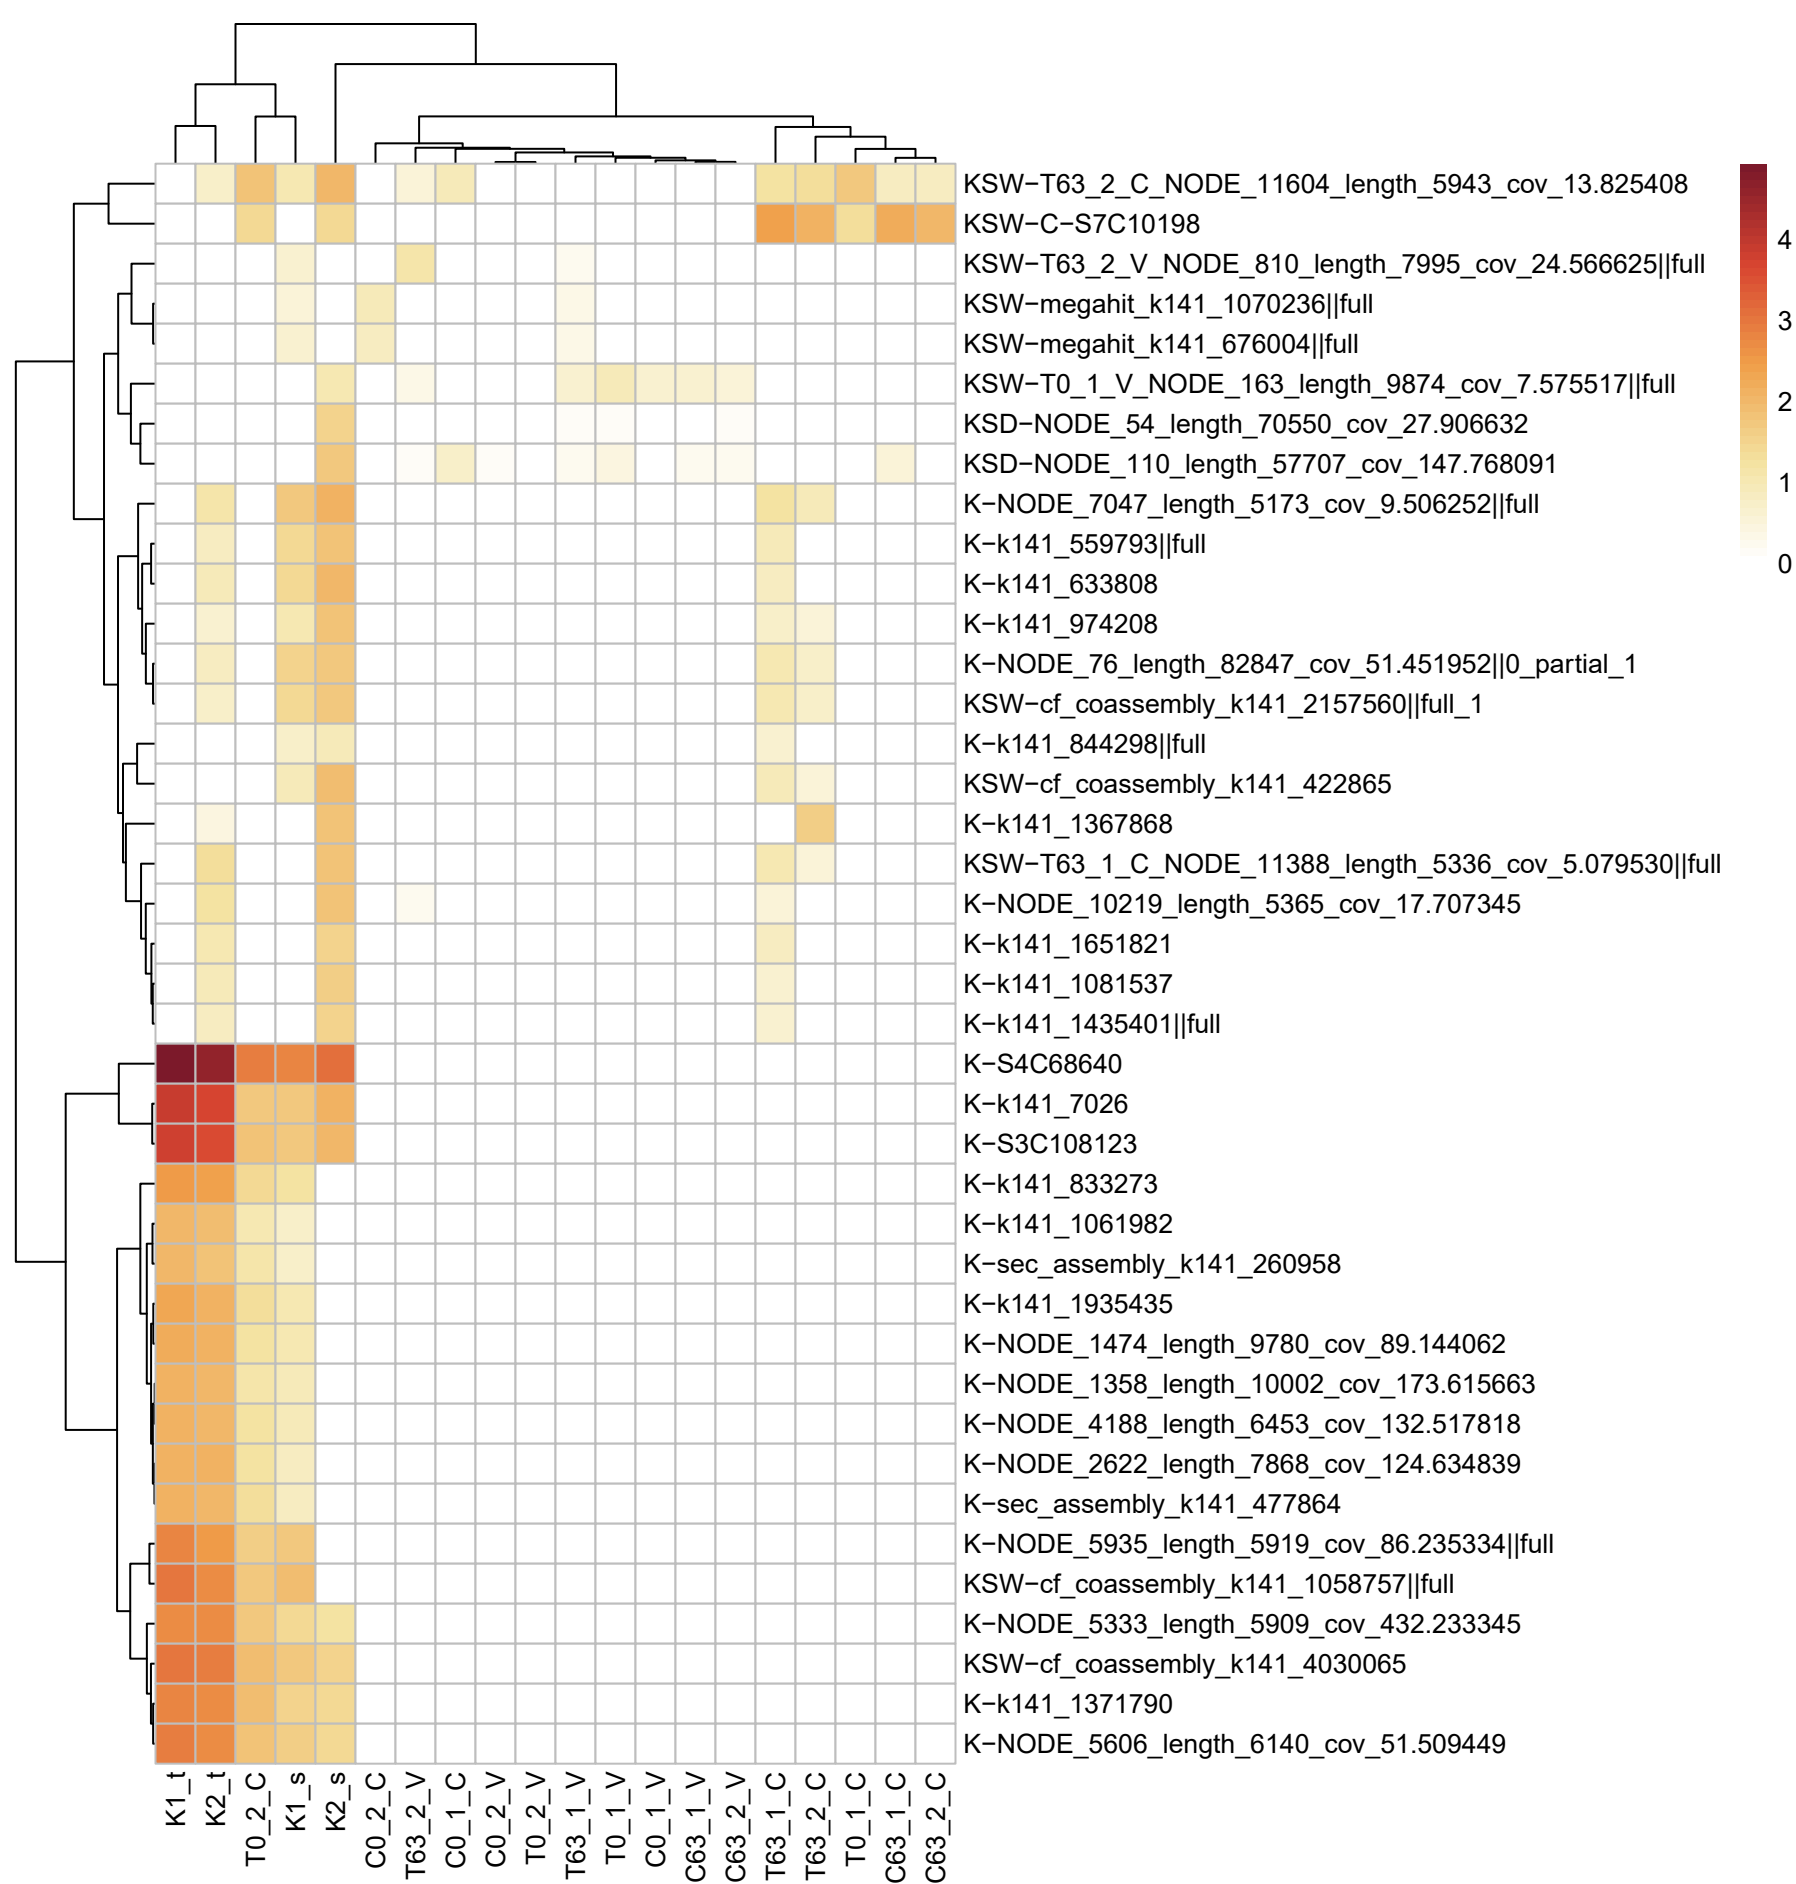 KSW−T63_2_C_NODE_11604_length_5943_cov_13.825408
KSW−C−S7C10198
KSW−T63_2_V_NODE_810_length_7995_cov_24.566625||full
KSW−megahit_k141_1070236||full
KSW−megahit_k141_676004||full
KSW−T0_1_V_NODE_163_length_9874_cov_7.575517||full
KSD−NODE_54_length_70550_cov_27.906632
KSD−NODE_110_length_57707_cov_147.768091
K−NODE_7047_length_5173_cov_9.506252||full
K−k141_559793||full
K−k141_633808
K−k141_974208
K−NODE_76_length_82847_cov_51.451952||0_partial_1
KSW−cf_coassembly_k141_2157560||full_1
K−k141_844298||full
KSW−cf_coassembly_k141_422865
K−k141_1367868
KSW−T63_1_C_NODE_11388_length_5336_cov_5.079530||full
K−NODE_10219_length_5365_cov_17.707345
K−k141_1651821
K−k141_1081537
K−k141_1435401||full
K−S4C68640
K−k141_7026
K−S3C108123
K−k141_833273
K−k141_1061982
K−sec_assembly_k141_260958
K−k141_1935435
K−NODE_1474_length_9780_cov_89.144062
K−NODE_1358_length_10002_cov_173.615663
K−NODE_4188_length_6453_cov_132.517818
K−NODE_2622_length_7868_cov_124.634839
K−sec_assembly_k141_477864
K−NODE_5935_length_5919_cov_86.235334||full
KSW−cf_coassembly_k141_1058757||full
K−NODE_5333_length_5909_cov_432.233345
KSW−cf_coassembly_k141_4030065
K−k141_1371790
K−NODE_5606_length_6140_cov_51.509449
4
3
2
1
0
K1_t
K2_t
T0_2_C
K1_s
K2_s
C0_2_C
T63_2_V
C0_1_C
C0_2_V
T0_2_V
T63_1_V
T0_1_V
C0_1_V
C63_1_V
C63_2_V
T63_1_C
T63_2_C
T0_1_C
C63_1_C
C63_2_C